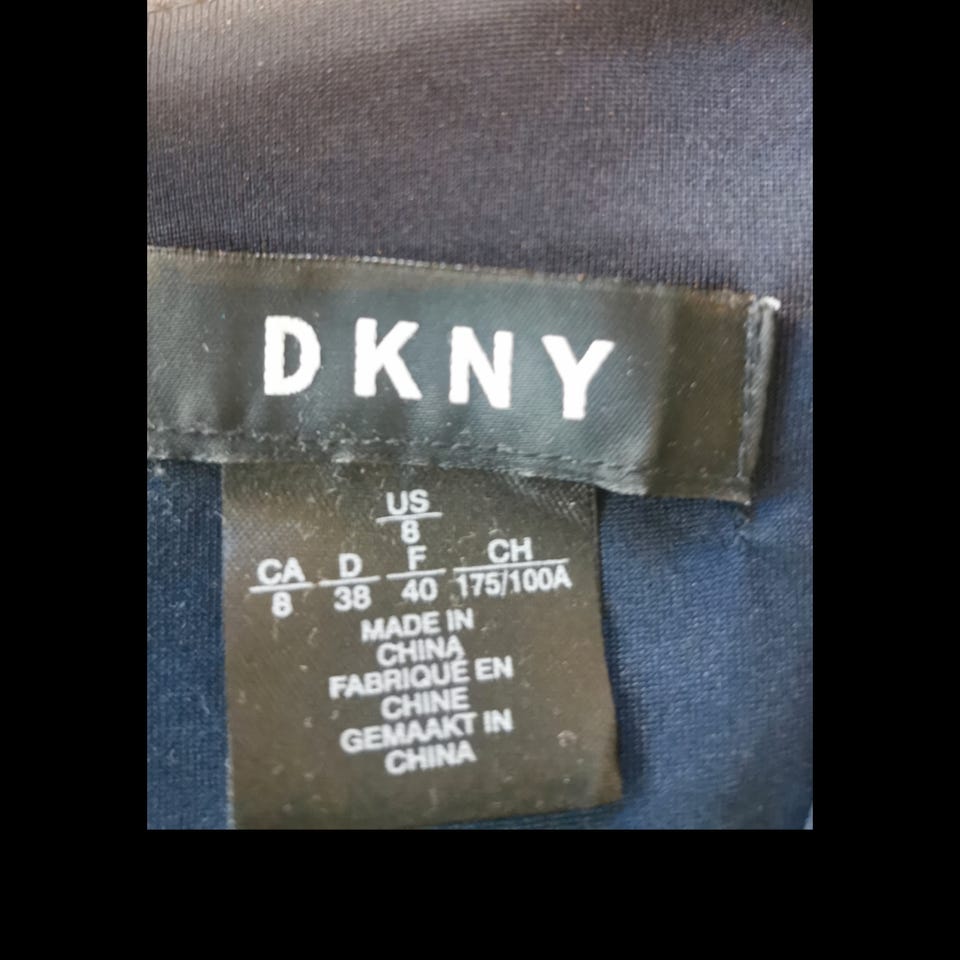 DKNY
US
8
CA D F CH
8 38 40 175/100A
MADE IN
CHINA
FABRIQUÉ EN
CHINE
GEMAAKT IN
CHINA